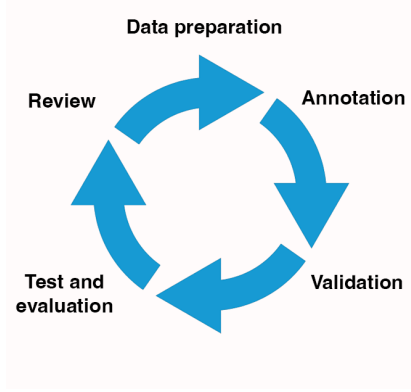 Data preparation
Annotation
Validation
Test and
evaluation
Review